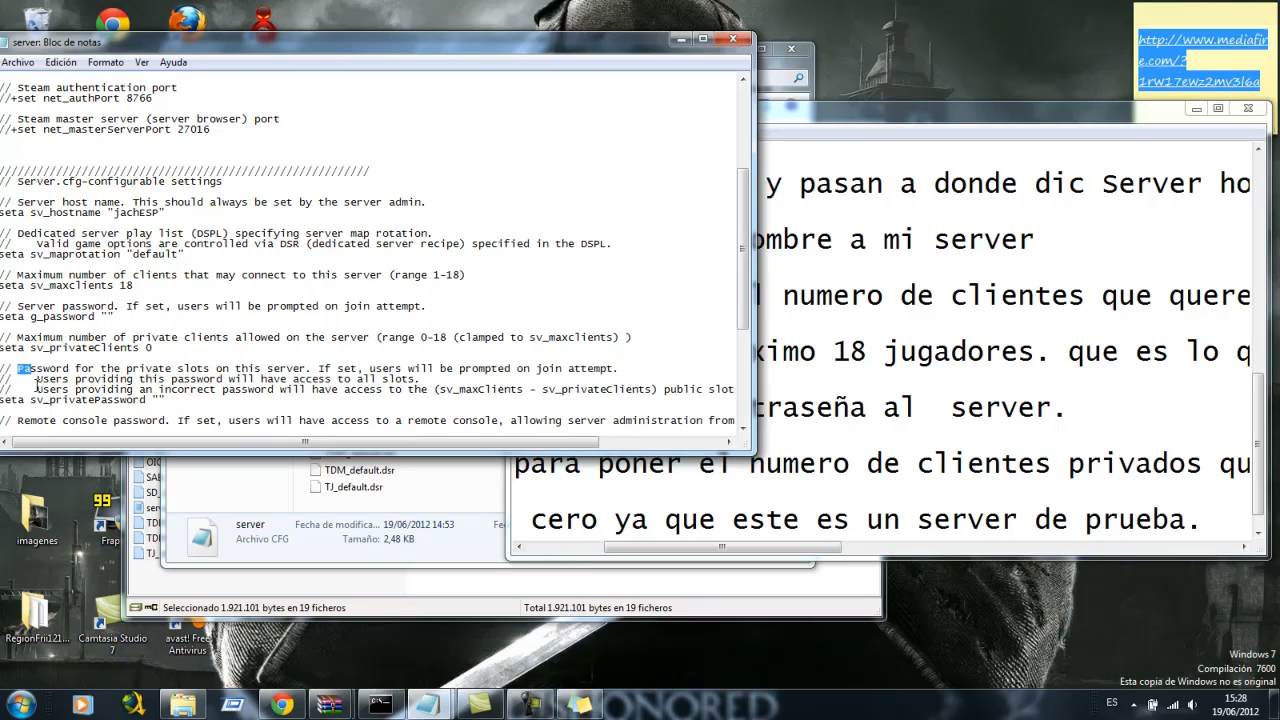 server: Bloc de notas
Archivo Edición Formato Ver Ayuda
// Steam authentication port
//+set net_authPort 8766
// Steam master server (server browser) port
//+set net_masterServerPort 27016
//////////////////////////////////////////////////////////
// Server.cfg-configurable settings
// Server host name. This should always be set by the server admin.
seta sv_hostname "jachESP"
// Dedicated server play list (DSPL) specifying server map rotation.
// Valid game options are controlled via DSR (dedicated server recipe) specified in the DSPL.
seta sv_maprotation "default"
// Maximum number of clients that may connect to this server (range 1-18)
seta sv_maxclients 18
// Server password. If set, users will be prompted on join attempt.
seta g_password ""
// Maximum number of private clients allowed on the server (range 0-18 (clamped to sv_maxclients) )
seta sv_privateClients 0
// Password for the private slots on this server. If set, users will be prompted on join attempt.
// Users providing this password will have access to all slots.
// Users providing an incorrect password will have access to the (sv_maxClients - sv_privateClients) public slot
seta sv_privatePassword ""
// Remote console password. If set, users will have access to a remote console, allowing server administration from
http://www.mediafir
e.com/?
1rw17ewz2mv3l6a
y pasan a donde dic Server ho
ombre a mi server
numero de clientes que quere
ximo 18 jugadores. que es lo q
traseña al server.
para poner el numero de clientes privados qu
cero ya que este es un server de prueba.
OIC
SAB
SD_
serv
TDM
TDM
TJ_
TDM_default.dsr
TJ_default.dsr
server Fecha de modifica... 19/06/2012 14:53
Archivo CFG Tamaño: 2,48 KB
Seleccionado 1.921.101 bytes en 19 ficheros Total 1.921.101 bytes en 19 ficheros
99
imagenes
Frap
RegionFrii121...
Camtasia Studio
7
avast! Free
Antivirus
Windows 7
Compilación 7600
Esta copia de Windows no es original
ONORED
ES
15:28
19/06/2012